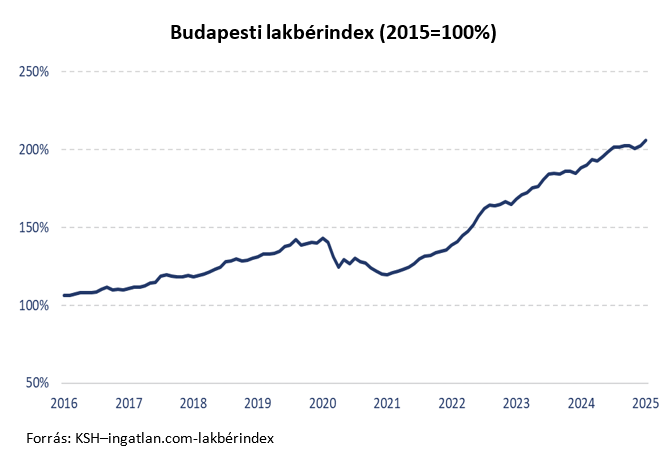 Budapesti lakbérindex (2015=100%)
250%
200%
150%
100%
50%
2016 2017 2018 2019 2020 2021 2022 2023 2024 2025
Forrás: KSH–ingatlan.com-lakbérindex